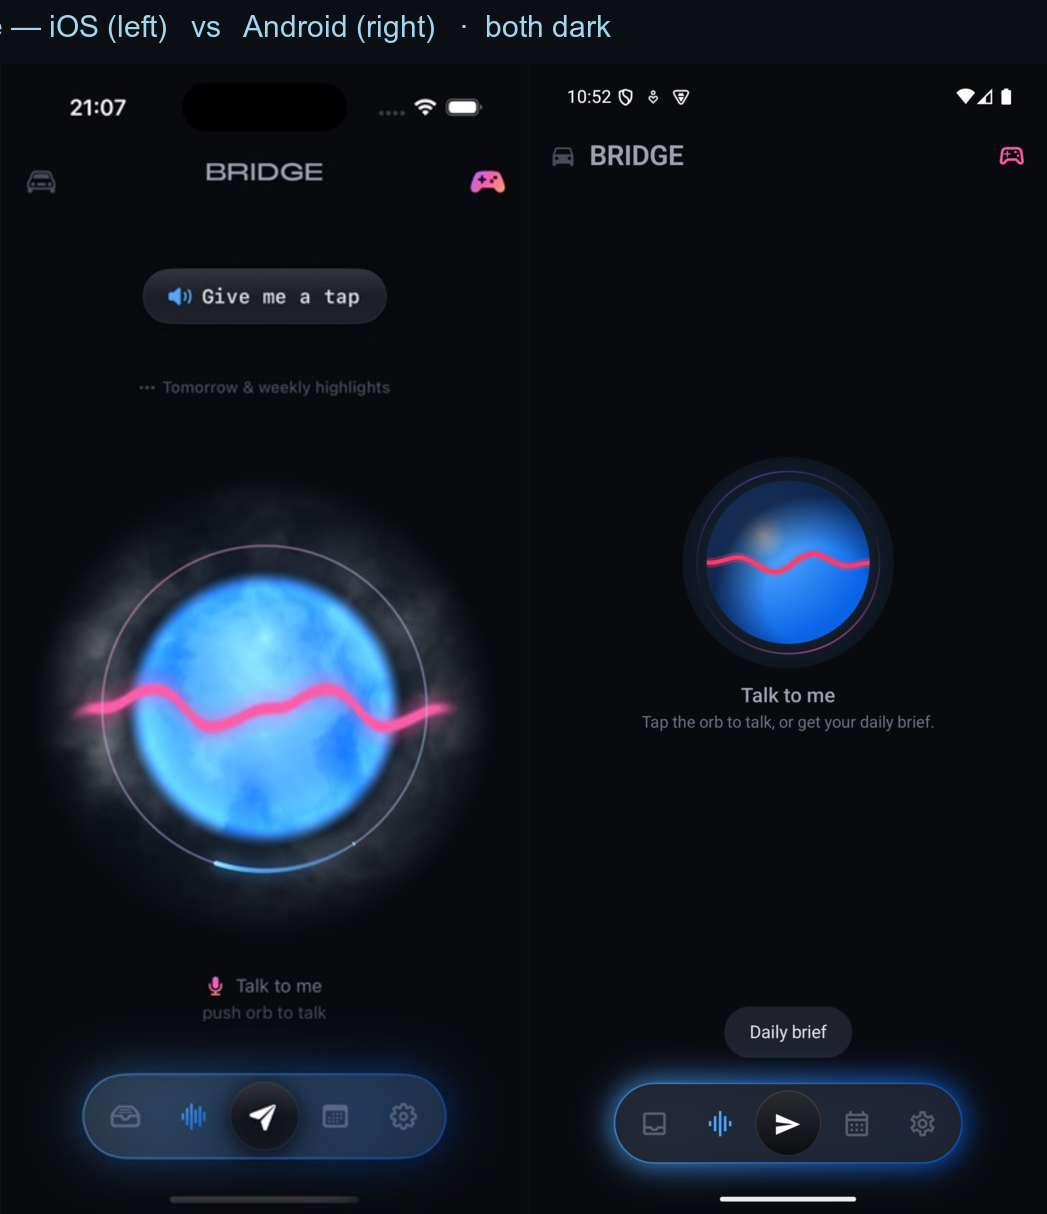 — iOS (left) vs Android (right) · both dark
21:07
BRIDGE
Give me a tap
··· Tomorrow & weekly highlights
Talk to me
push orb to talk
10:52
BRIDGE
Talk to me
Tap the orb to talk, or get your daily brief.
Daily brief